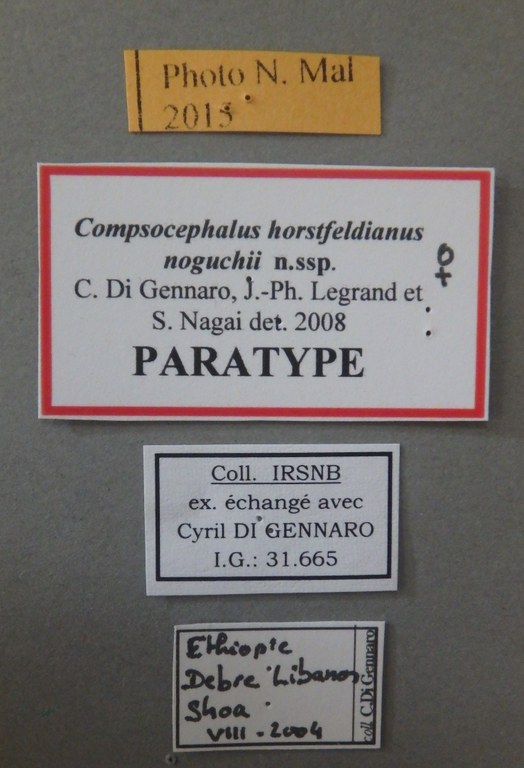 Photo N. Mal
2015
Compsocephalus horstfeldianus
noguchii n.ssp.
♀
C. Di Gennaro, J.-Ph. Legrand et
S. Nagai det. 2008
PARATYPE
Coll. IRSNB
ex. échangé avec
Cyril DI GENNARO
I.G.: 31.665
Ethiopie
Debre Libanos
Shoa
VIII - 2004
coll. C.Di Gennaro